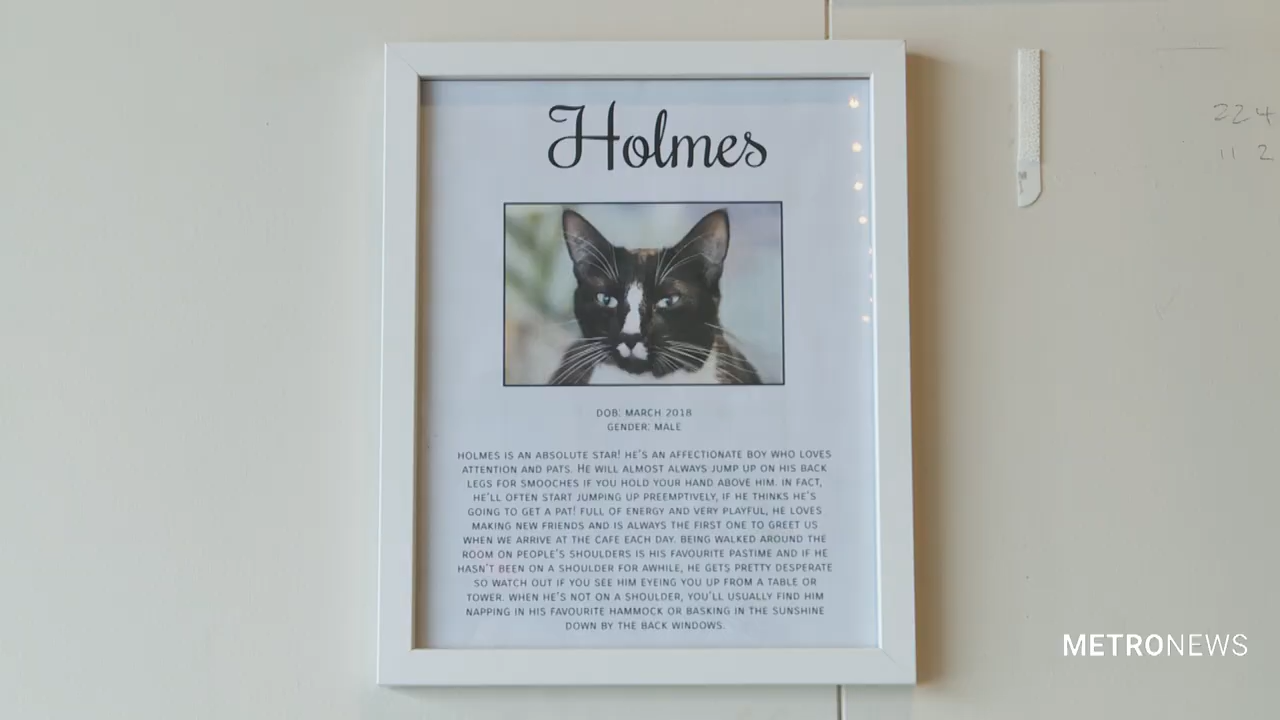 Holmes
DOB: MARCH 2018
GENDER: MALE
HOLMES IS AN ABSOLUTE STAR! HE'S AN AFFECTIONATE BOY WHO LOVES
ATTENTION AND PATS. HE WILL ALMOST ALWAYS JUMP UP ON HIS BACK
LEGS FOR SMOOCHES IF YOU HOLD YOUR HAND ABOVE HIM. IN FACT,
HE'LL OFTEN START JUMPING UP PREEMPTIVELY, IF HE THINKS HE'S
GOING TO GET A PAT! FULL OF ENERGY AND VERY PLAYFUL, HE LOVES
MAKING NEW FRIENDS AND IS ALWAYS THE FIRST ONE TO GREET US
WHEN WE ARRIVE AT THE CAFE EACH DAY. BEING WALKED AROUND THE
ROOM ON PEOPLE'S SHOULDERS IS HIS FAVOURITE PASTIME AND IF HE
HASN'T BEEN ON A SHOULDER FOR AWHILE, HE GETS PRETTY DESPERATE
SO WATCH OUT IF YOU SEE HIM EYEING YOU UP FROM A TABLE OR
TOWER. WHEN HE'S NOT ON A SHOULDER, YOU'LL USUALLY FIND HIM
NAPPING IN HIS FAVOURITE HAMMOCK OR BASKING IN THE SUNSHINE
DOWN BY THE BACK WINDOWS.
224
11 2
METRONEWS